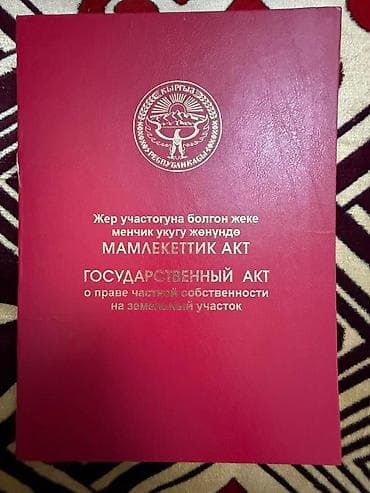 КЫРГЫЗ
РЕСПУБЛИКАСЫ
Жер участогуна болгон жеке
менчик укугу жөнүндө
МАМЛЕКЕТТИК АКТ
ГОСУДАРСТВЕННЫЙ АКТ
о праве частной собственности
на земельный участок